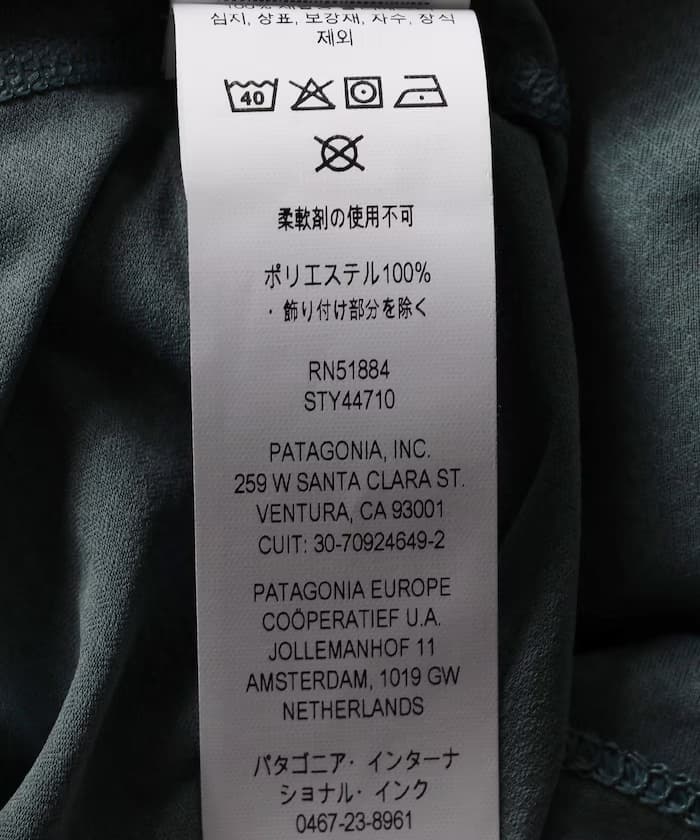 심지, 상표, 보강재, 자수, 장식
제외
40
柔軟剤の使用不可
ポリエステル100%
・飾り付け部分を除く
RN51884
STY44710
PATAGONIA, INC.
259 W SANTA CLARA ST.
VENTURA, CA 93001
CUIT: 30-70924649-2
PATAGONIA EUROPE
COÖPERATIEF U.A.
JOLLEMANHOF 11
AMSTERDAM, 1019 GW
NETHERLANDS
パタゴニア・インターナ
ショナル・インク
0467-23-8961